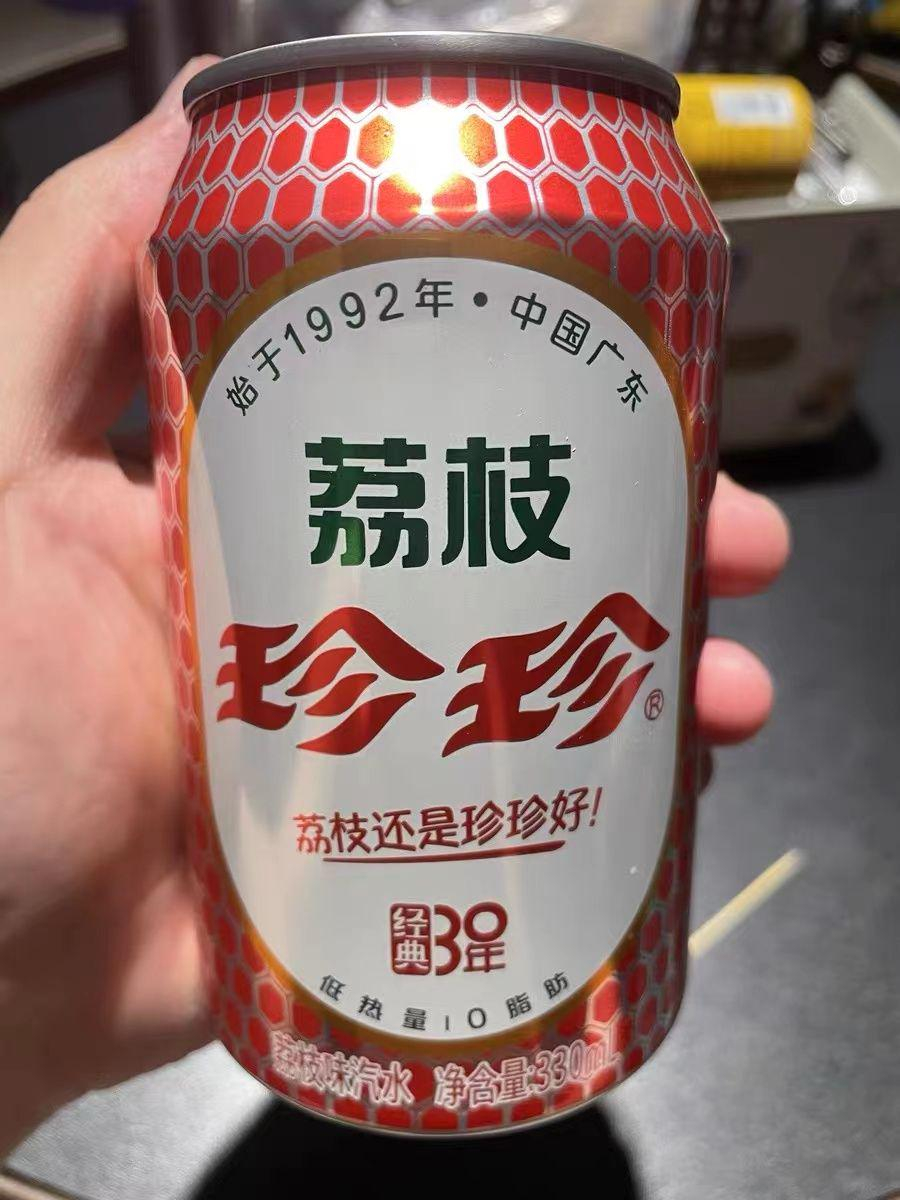 始于1992年·中国广东
荔枝
珍珍®
荔枝还是珍珍好!
经典30年
低热量|0脂肪
荔枝味汽水 净含量:330mL